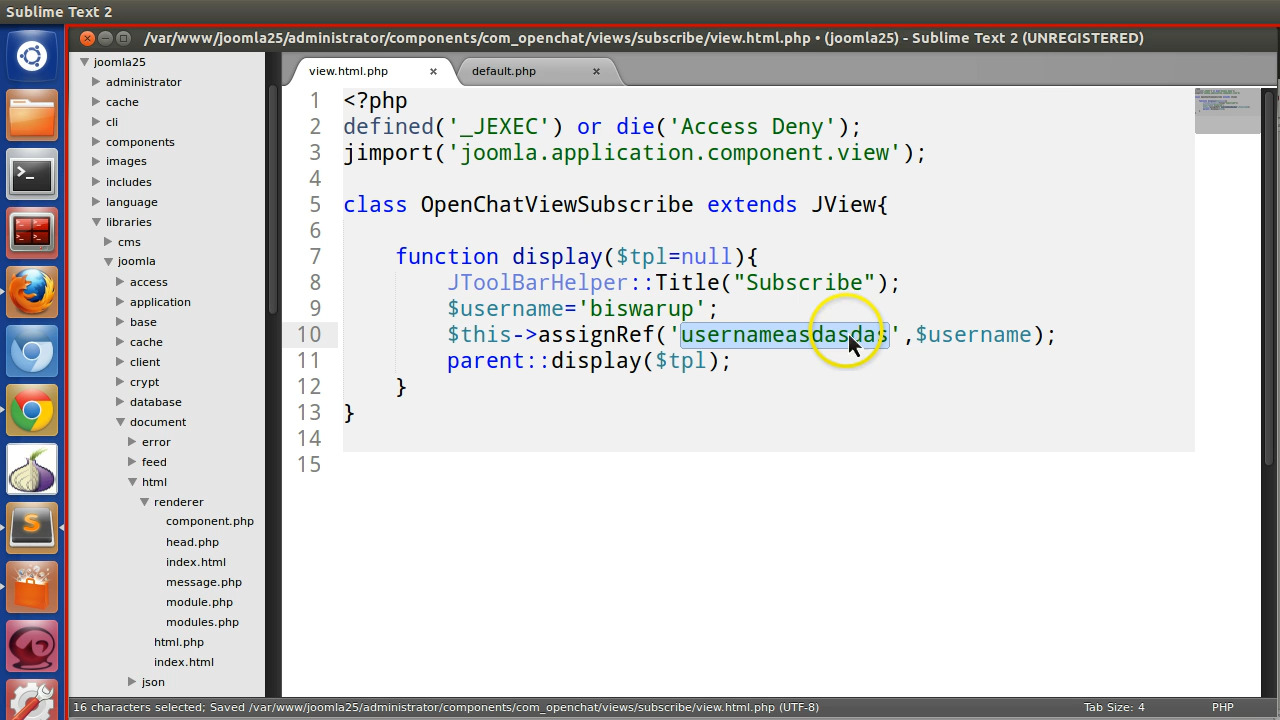 Sublime Text 2
/var/www/joomla25/administrator/components/com_openchat/views/subscribe/view.html.php • (joomla25) - Sublime Text 2 (UNREGISTERED)
joomla25
administrator
cache
cli
components
images
includes
language
libraries
cms
joomla
access
application
base
cache
client
crypt
database
document
error
feed
html
renderer
component.php
head.php
index.html
message.php
module.php
modules.php
html.php
index.html
json
view.html.php × default.php ×
1 <?php
2 defined('_JEXEC') or die('Access Deny');
3 jimport('joomla.application.component.view');
4
5 class OpenChatViewSubscribe extends JView{
6
7 function display($tpl=null){
8 JToolBarHelper::Title("Subscribe");
9 $username='biswarup';
10 $this->assignRef('usernameasdasdas',$username);
11 parent::display($tpl);
12 }
13 }
14
15
16 characters selected; Saved /var/www/joomla25/administrator/components/com_openchat/views/subscribe/view.html.php (UTF-8) Tab Size: 4 PHP